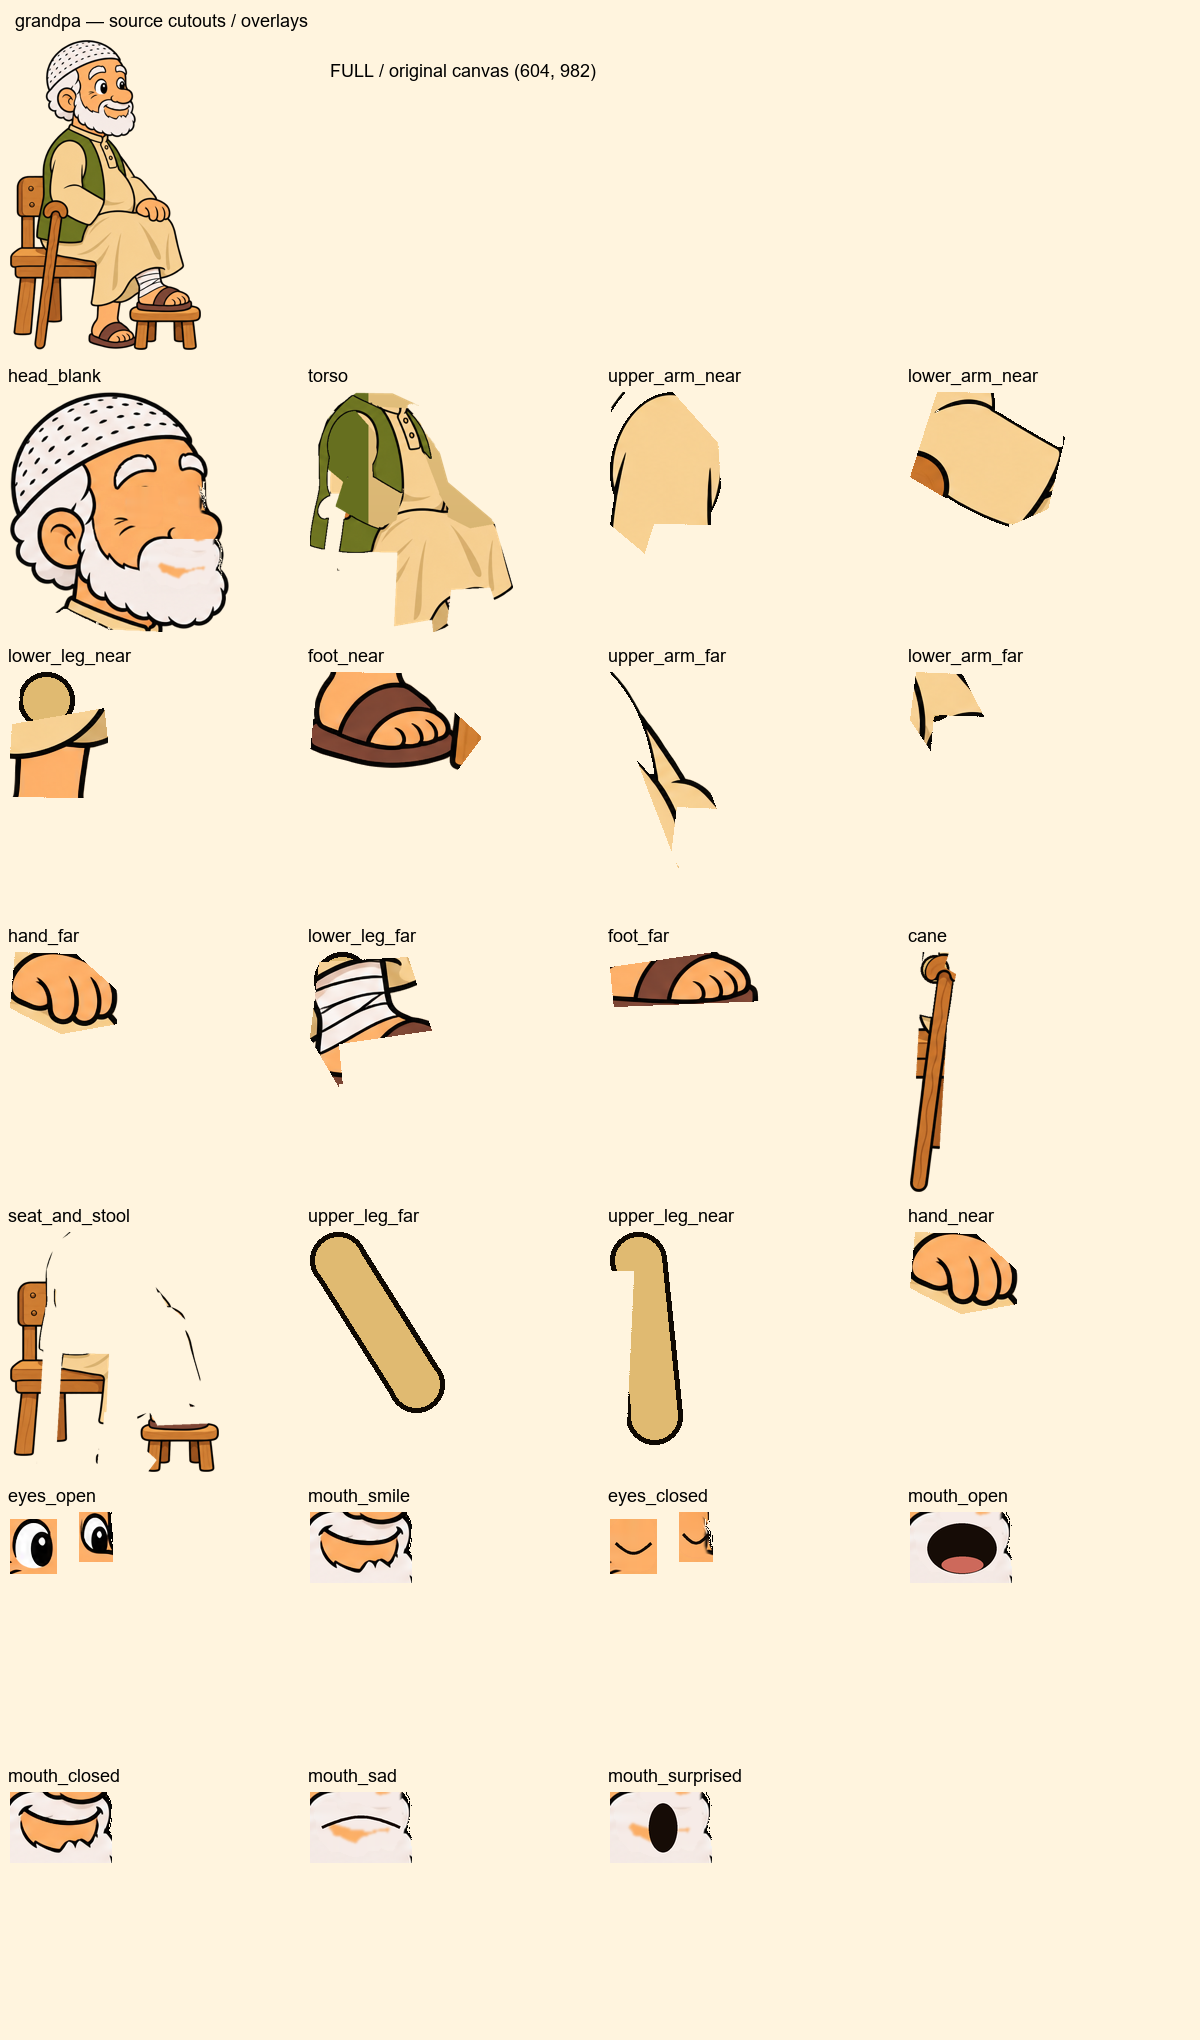 grandpa — source cutouts / overlays
FULL / original canvas (604, 982)
head_blank
torso
upper_arm_near
lower_arm_near
lower_leg_near
foot_near
upper_arm_far
lower_arm_far
hand_far
lower_leg_far
foot_far
cane
seat_and_stool
upper_leg_far
upper_leg_near
hand_near
eyes_open
mouth_smile
eyes_closed
mouth_open
mouth_closed
mouth_sad
mouth_surprised